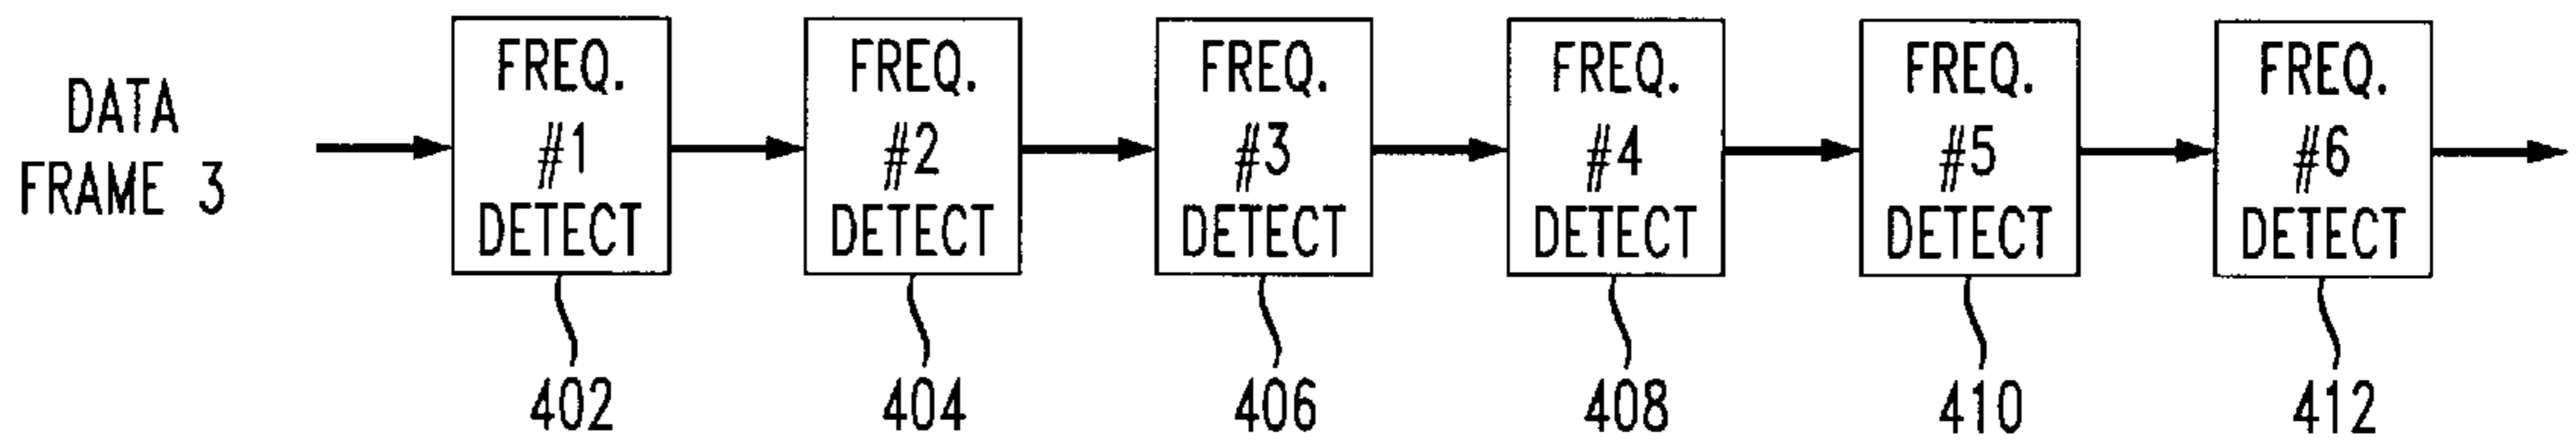 DATA
FRAME 3
FREQ.
#1
DETECT
FREQ.
#2
DETECT
FREQ.
#3
DETECT
FREQ.
#4
DETECT
FREQ.
#5
DETECT
FREQ.
#6
DETECT
402
404
406
408
410
412